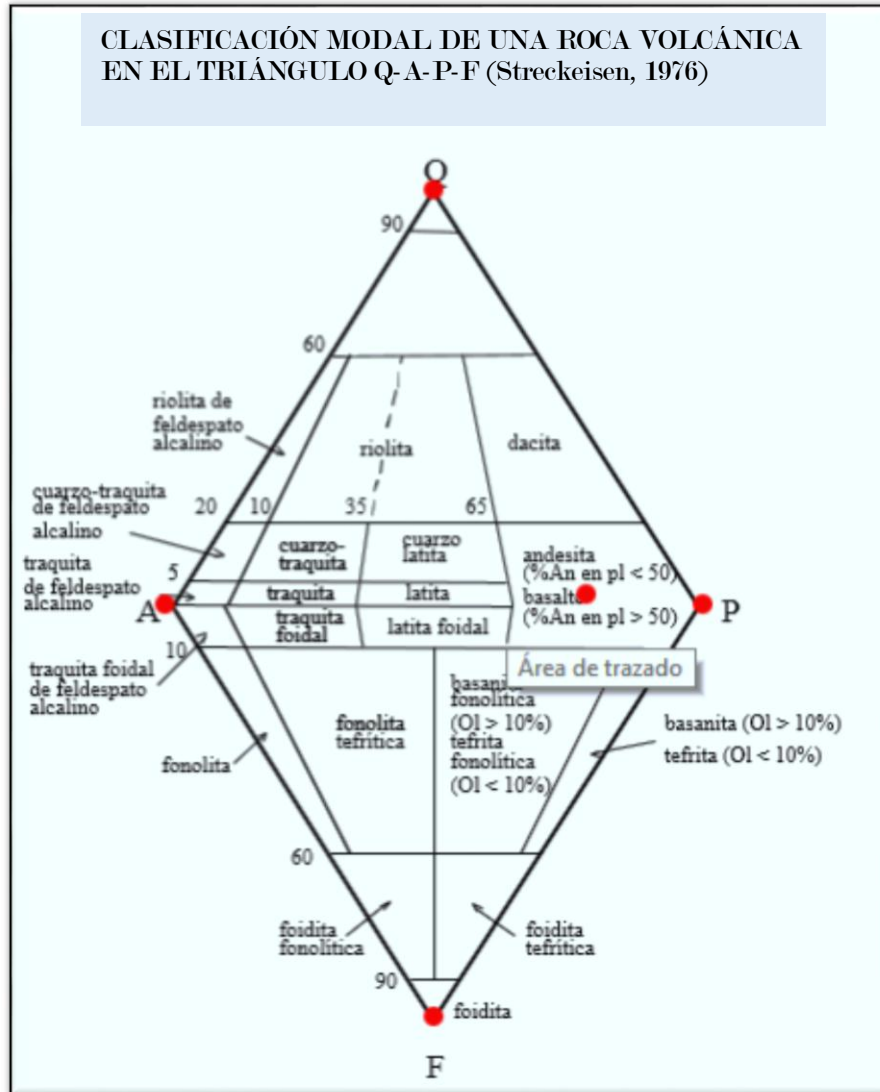 CLASIFICACIÓN MODAL DE UNA ROCA VOLCÁNICA
EN EL TRIÁNGULO Q-A-P-F (Streckeisen, 1976)
Q
90
60
riolita de
feldespato
alcalino
riolita
dacita
cuarzo-traquita
de feldespato
alcalino
20
10
35
65
cuarzo-
traquita
cuarzo
latita
andesita
(%An en pl < 50)
traquita
de feldespato
alcalino
5
traquita
latita
basalto
(%An en pl > 50)
A
P
traquita
foidal
latita foidal
10
traquita foidal
de feldespato
alcalino
Área de trazado
basanita
fonolítica
(Ol > 10%)
tefrita
fonolítica
(Ol < 10%)
fonolita
tefrítica
fonolita
basanita (Ol > 10%)
tefrita (Ol < 10%)
60
foidita
fonolítica
foidita
tefrítica
90
foidita
F